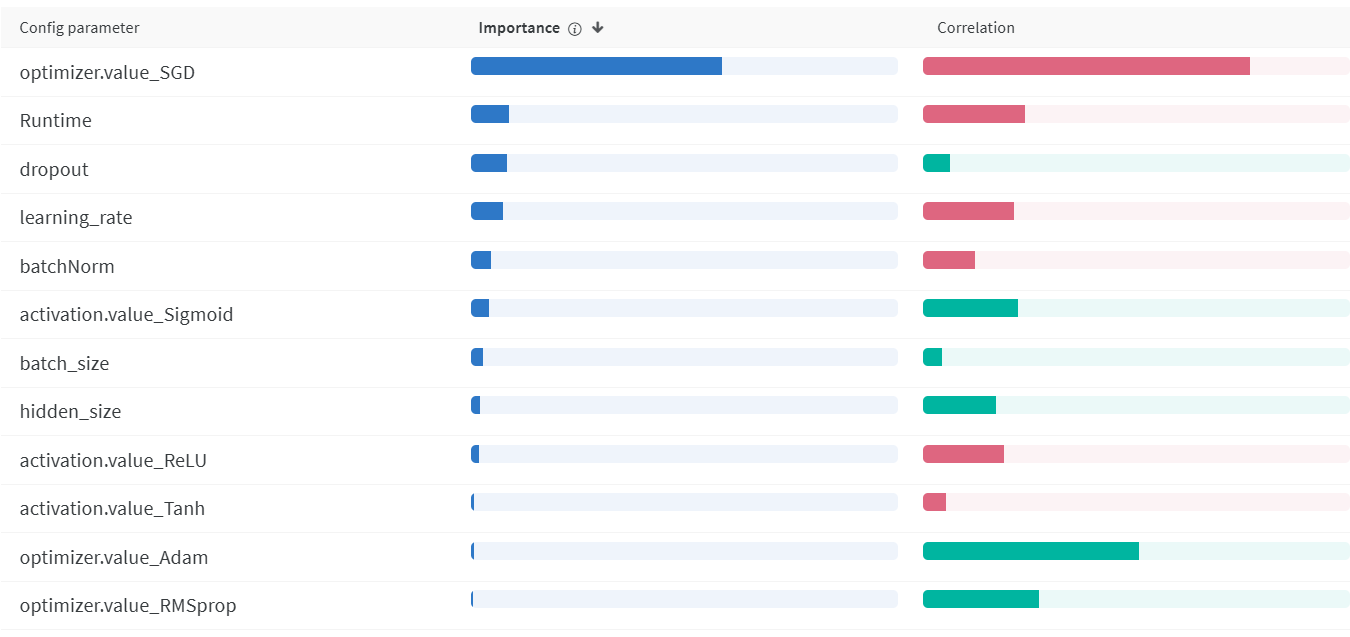 Config parameter Importance Correlation
optimizer.value_SGD
Runtime
dropout
learning_rate
batchNorm
activation.value_Sigmoid
batch_size
hidden_size
activation.value_ReLU
activation.value_Tanh
optimizer.value_Adam
optimizer.value_RMSprop